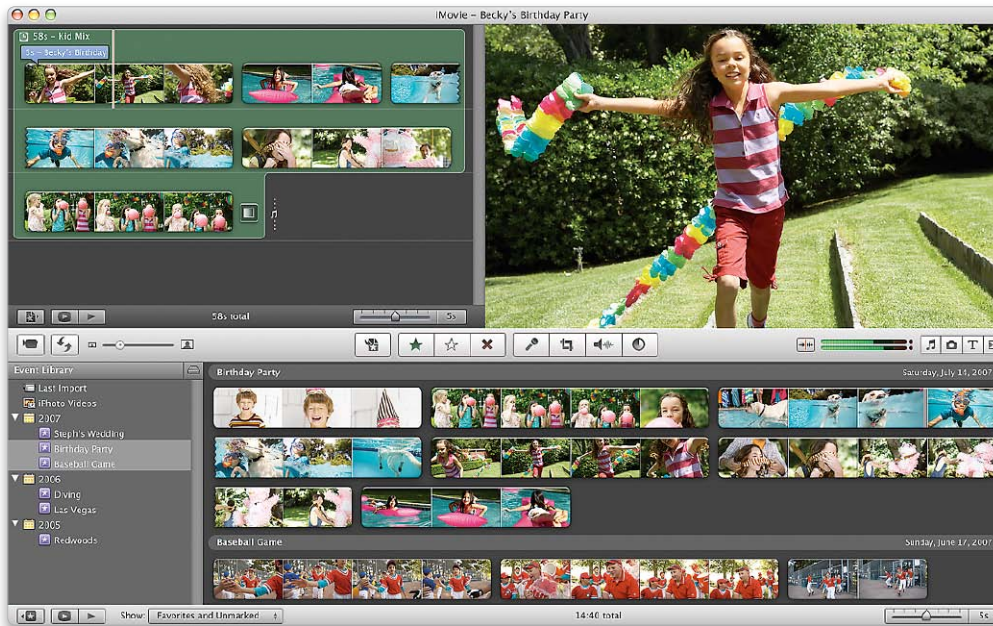 iMovie – Becky's Birthday Party
58s – Kid Mix
5s – Becky's Birthday
58s total
5s
Event Library
Birthday Party
Saturday, July 14, 2007
Last Import
iPhoto Videos
2007
Steph's Wedding
Birthday Party
Baseball Game
2006
Diving
Las Vegas
2005
Redwoods
Baseball Game
Sunday, June 17, 2007
Show: Favorites and Unmarked
14:40 total
5s